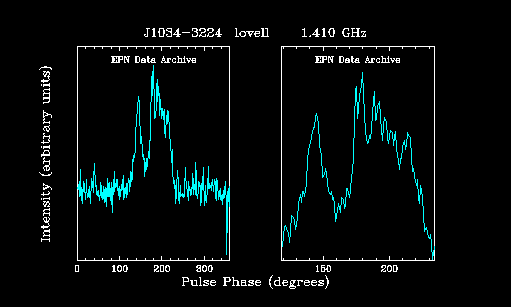 J1034-3224 lovell 1.410 GHz
EPN Data Archive EPN Data Archive
Intensity (arbitrary units)
0 100 200 300 150 200
Pulse Phase (degrees)